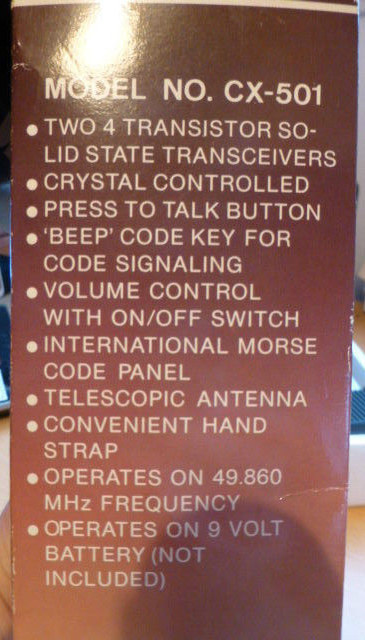 MODEL NO. CX-501
• TWO 4 TRANSISTOR SO-
LID STATE TRANSCEIVERS
• CRYSTAL CONTROLLED
• PRESS TO TALK BUTTON
• 'BEEP' CODE KEY FOR
CODE SIGNALING
• VOLUME CONTROL
WITH ON/OFF SWITCH
• INTERNATIONAL MORSE
CODE PANEL
• TELESCOPIC ANTENNA
• CONVENIENT HAND
STRAP
• OPERATES ON 49.860
MHz FREQUENCY
• OPERATES ON 9 VOLT
BATTERY (NOT
INCLUDED)